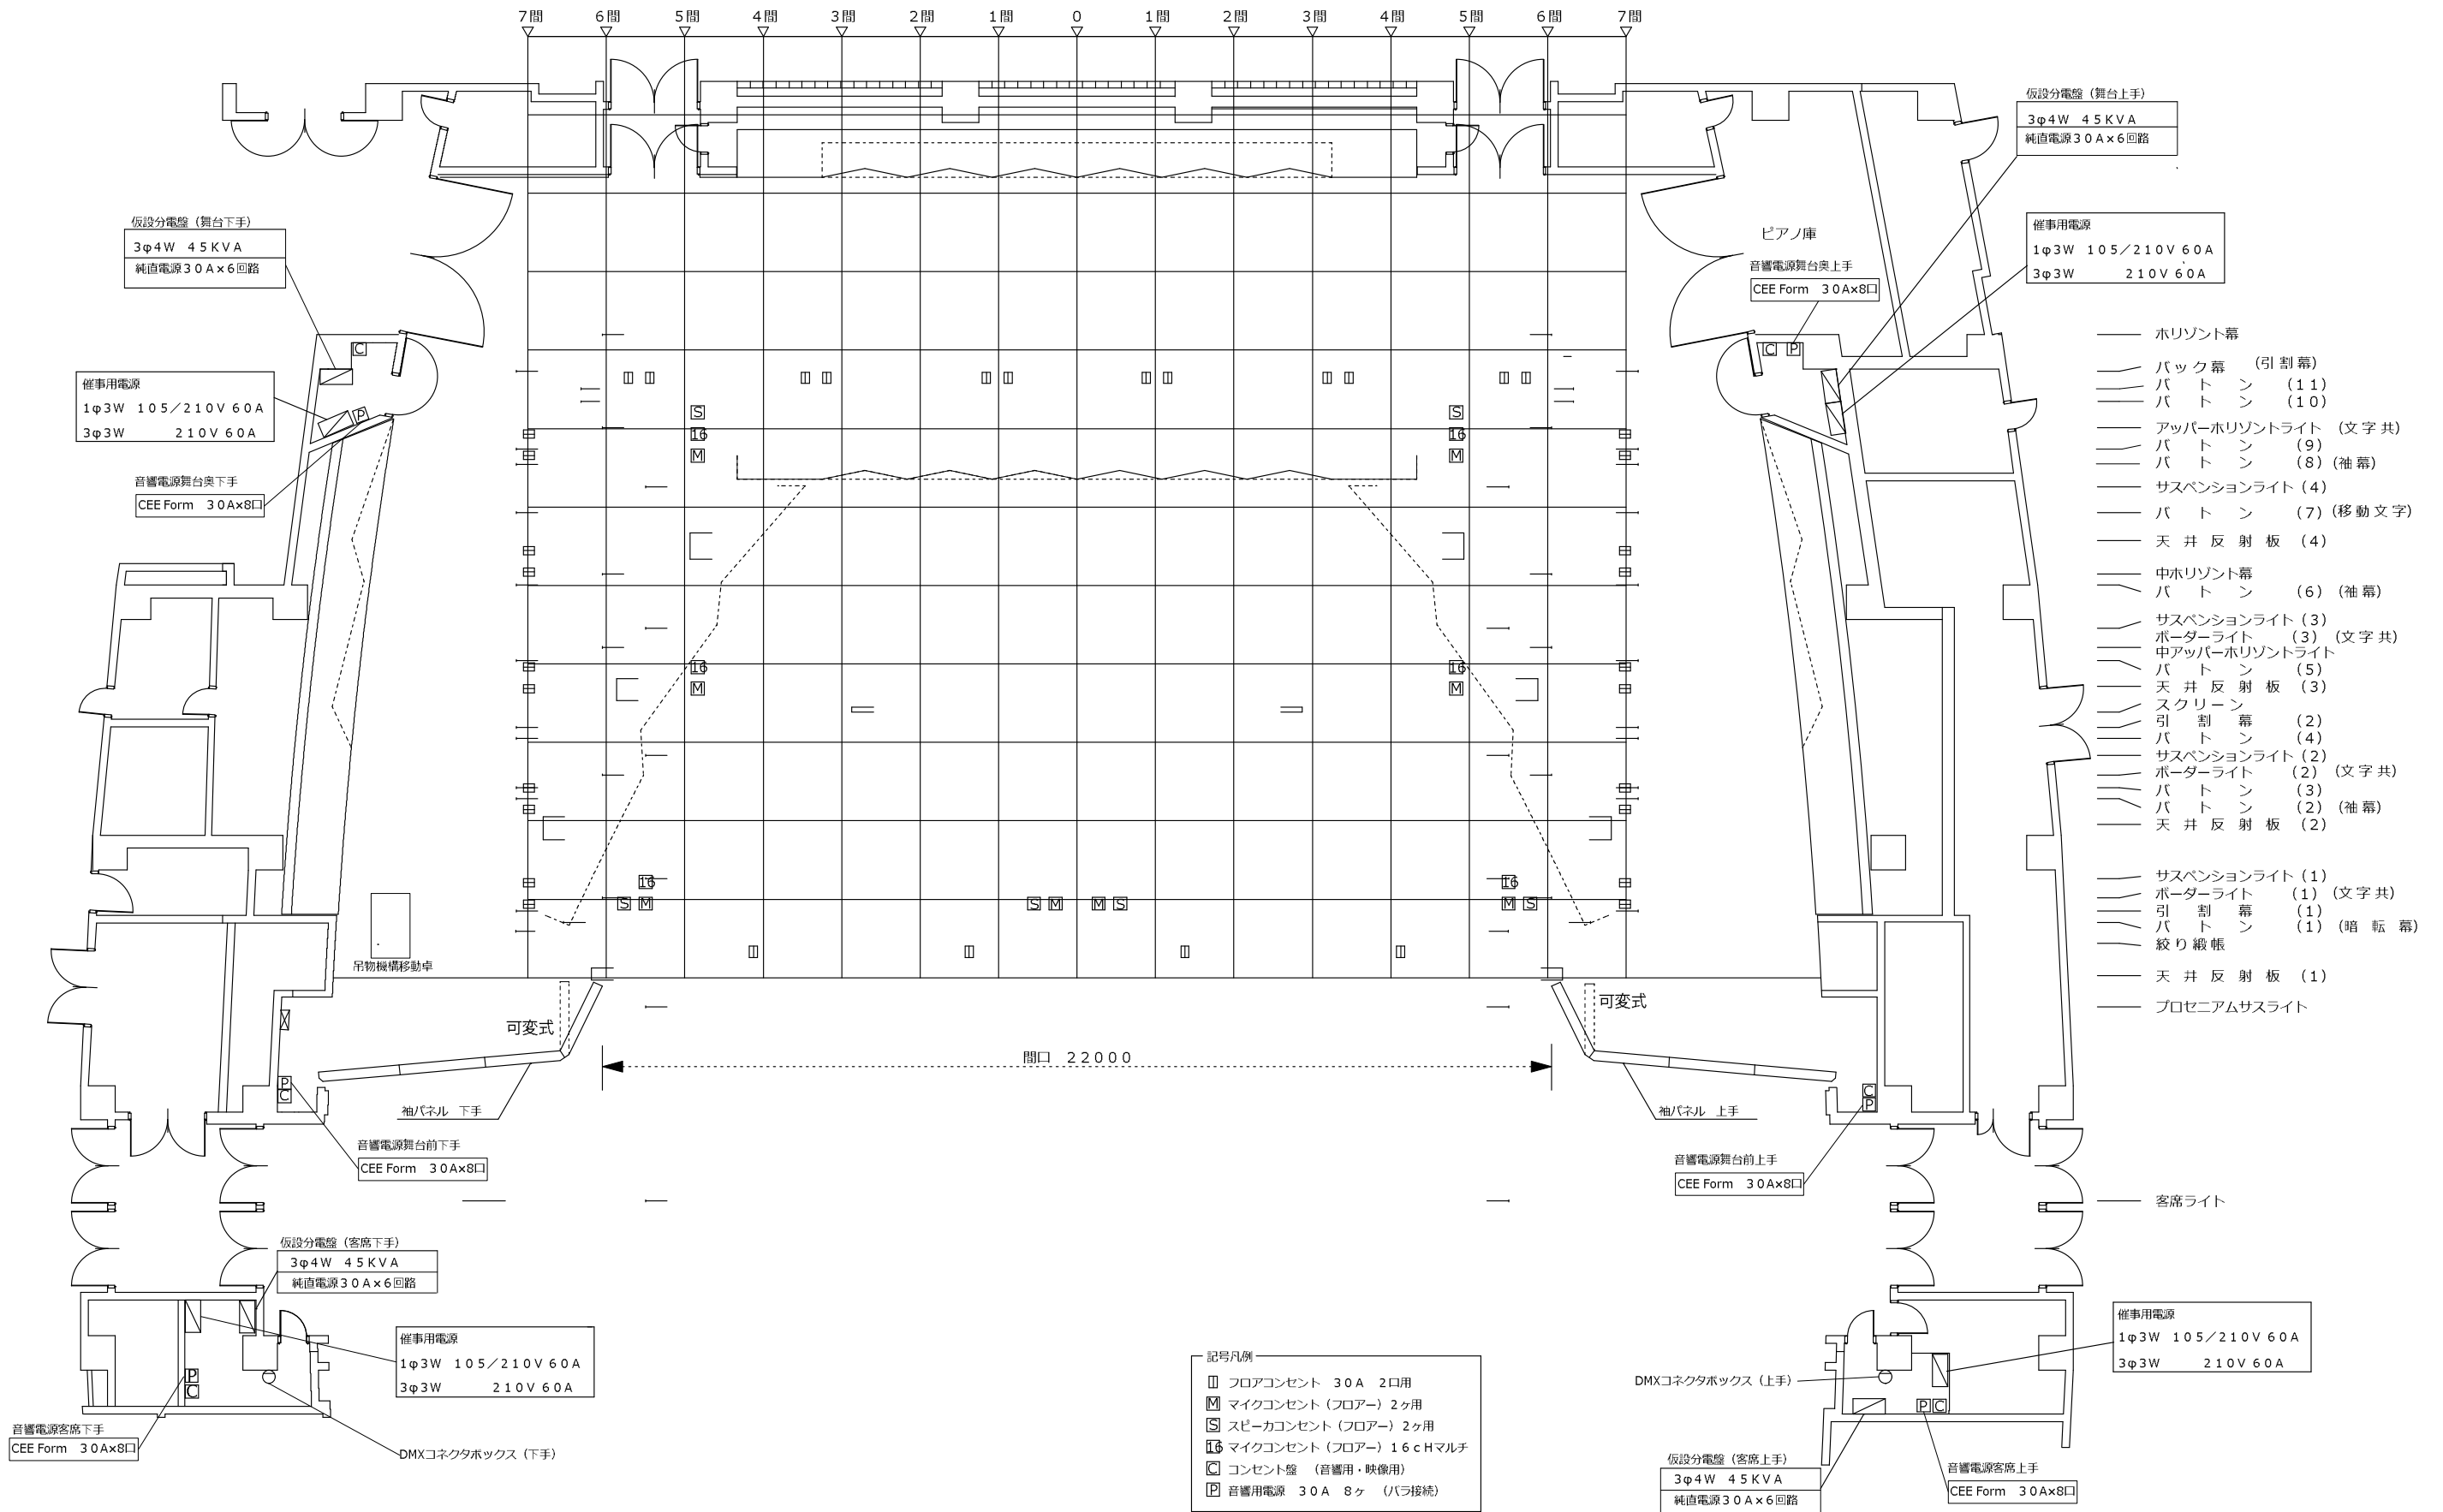 7間 6間 5間 4間 3間 2間 1間 0 1間 2間 3間 4間 5間 6間 7間
仮設分電盤（舞台上手）
3φ4W 45KVA
純直電源30A×6回路
仮設分電盤（舞台下手）
3φ4W 45KVA
純直電源30A×6回路
催事用電源
1φ3W 105／210V 60A
3φ3W 210V 60A
ピアノ庫
音響電源舞台奥上手
CEE Form 30A×8口
催事用電源
1φ3W 105／210V 60A
3φ3W 210V 60A
音響電源舞台奥下手
CEE Form 30A×8口
C
P
C P
S S
16 16
M M
16 16
M M
16 16
S M S M M S M S
ホリゾント幕
バック幕 （引割幕）
バトン （11）
バトン （10）
アッパーホリゾントライト （文字共）
バトン （9）
バトン （8）（袖幕）
サスペンションライト（4）
バトン （7）（移動文字）
天井反射板 （4）
中ホリゾント幕
バトン （6）（袖幕）
サスペンションライト（3）
ボーダーライト （3）（文字共）
中アッパーホリゾントライト
バトン （5）
天井反射板 （3）
スクリーン
引割幕 （2）
バトン （4）
サスペンションライト（2）
ボーダーライト （2）（文字共）
バトン （3）
バトン （2）（袖幕）
天井反射板 （2）
サスペンションライト（1）
ボーダーライト （1）（文字共）
引割幕 （1）
バトン （1）（暗転幕）
絞り緞帳
天井反射板 （1）
プロセニアムサスライト
客席ライト
吊物機構移動卓
可変式
可変式
間口 22000
袖パネル 下手
袖パネル 上手
P
C
C
P
音響電源舞台前下手
CEE Form 30A×8口
音響電源舞台前上手
CEE Form 30A×8口
仮設分電盤（客席下手）
3φ4W 45KVA
純直電源30A×6回路
催事用電源
1φ3W 105／210V 60A
3φ3W 210V 60A
P
C
音響電源客席下手
CEE Form 30A×8口
DMXコネクタボックス（下手）
記号凡例
フロアコンセント 30A 2口用
M マイクコンセント（フロアー）2ヶ用
S スピーカコンセント（フロアー）2ヶ用
16 マイクコンセント（フロアー）16cHマルチ
C コンセント盤 （音響用・映像用）
P 音響用電源 30A 8ヶ （バラ接続）
催事用電源
1φ3W 105／210V 60A
3φ3W 210V 60A
DMXコネクタボックス（上手）
P C
仮設分電盤（客席上手）
3φ4W 45KVA
純直電源30A×6回路
音響電源客席上手
CEE Form 30A×8口